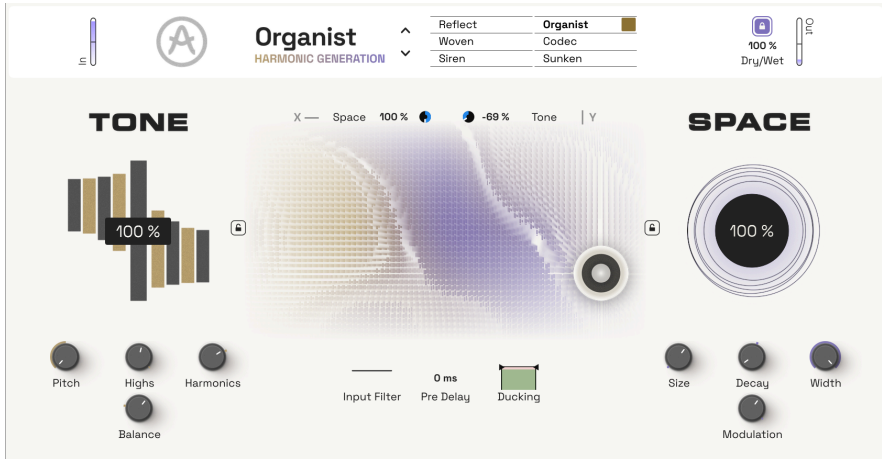 In
Organist
HARMONIC GENERATION
Reflect
Organist
Woven
Codec
Siren
Sunken
100 %
Dry/Wet
Out
TONE
X
Space
100 %
-69 %
Tone
Y
SPACE
100 %
100 %
Pitch
Highs
Harmonics
Balance
Input Filter
0 ms
Pre Delay
Ducking
Size
Decay
Width
Modulation